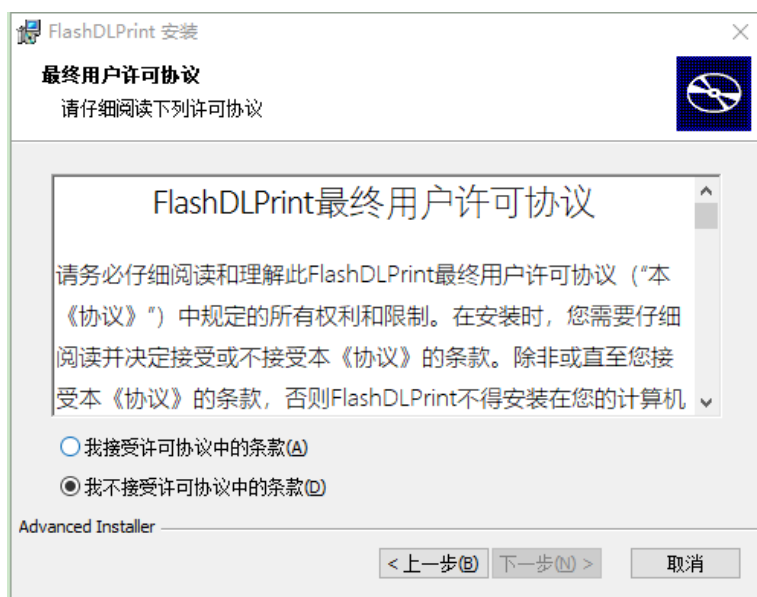 FlashDLPrint 安装
最终用户许可协议
请仔细阅读下列许可协议
FlashDLPrint最终用户许可协议
请务必仔细阅读和理解此FlashDLPrint最终用户许可协议（“本
《协议》”）中规定的所有权利和限制。在安装时，您需要仔细
阅读并决定接受或不接受本《协议》的条款。除非或直至您接
受本《协议》的条款，否则FlashDLPrint不得安装在您的计算机
我接受许可协议中的条款(A)
我不接受许可协议中的条款(D)
Advanced Installer
< 上一步(B) 下一步(N) > 取消